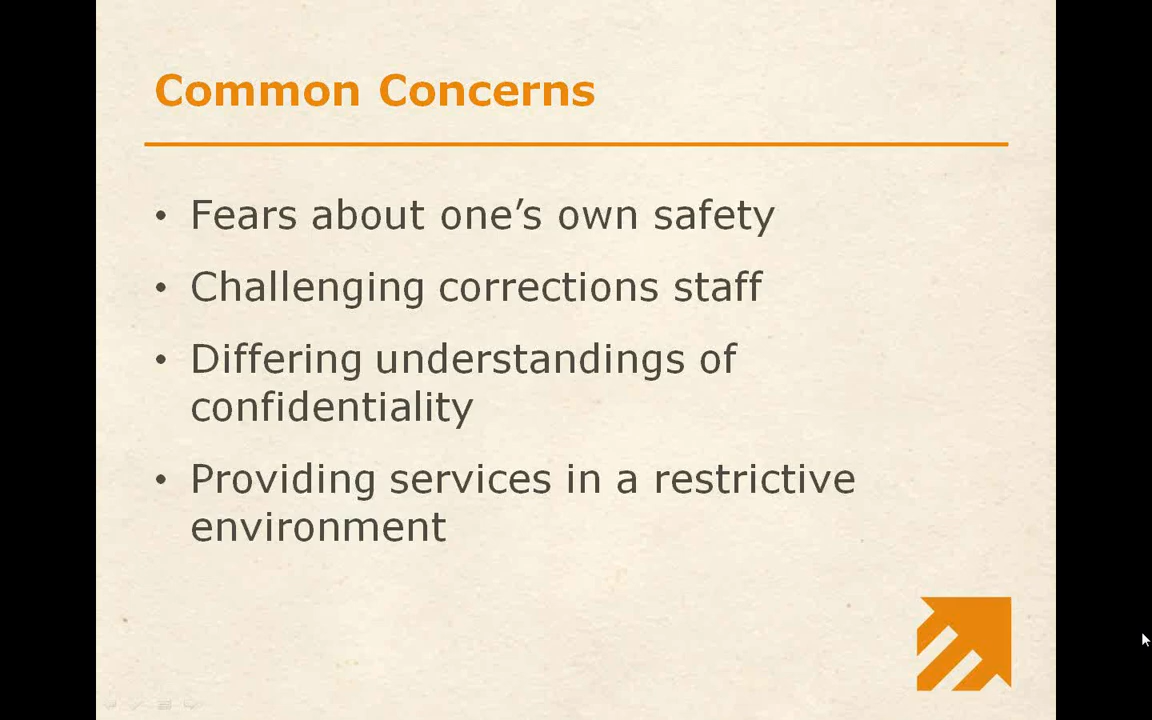 Common Concerns
• Fears about one’s own safety
• Challenging corrections staff
• Differing understandings of
confidentiality
• Providing services in a restrictive
environment